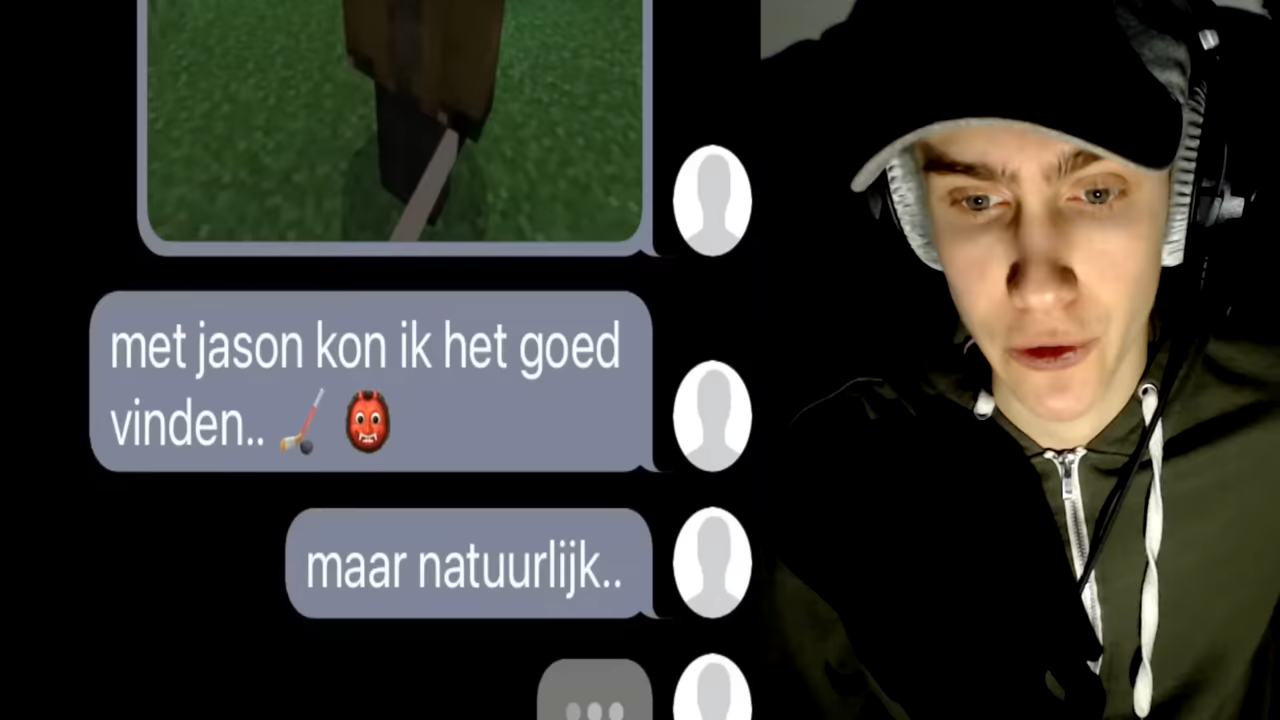 met jason kon ik het goed
vinden.. 🏑 👹
maar natuurlijk..